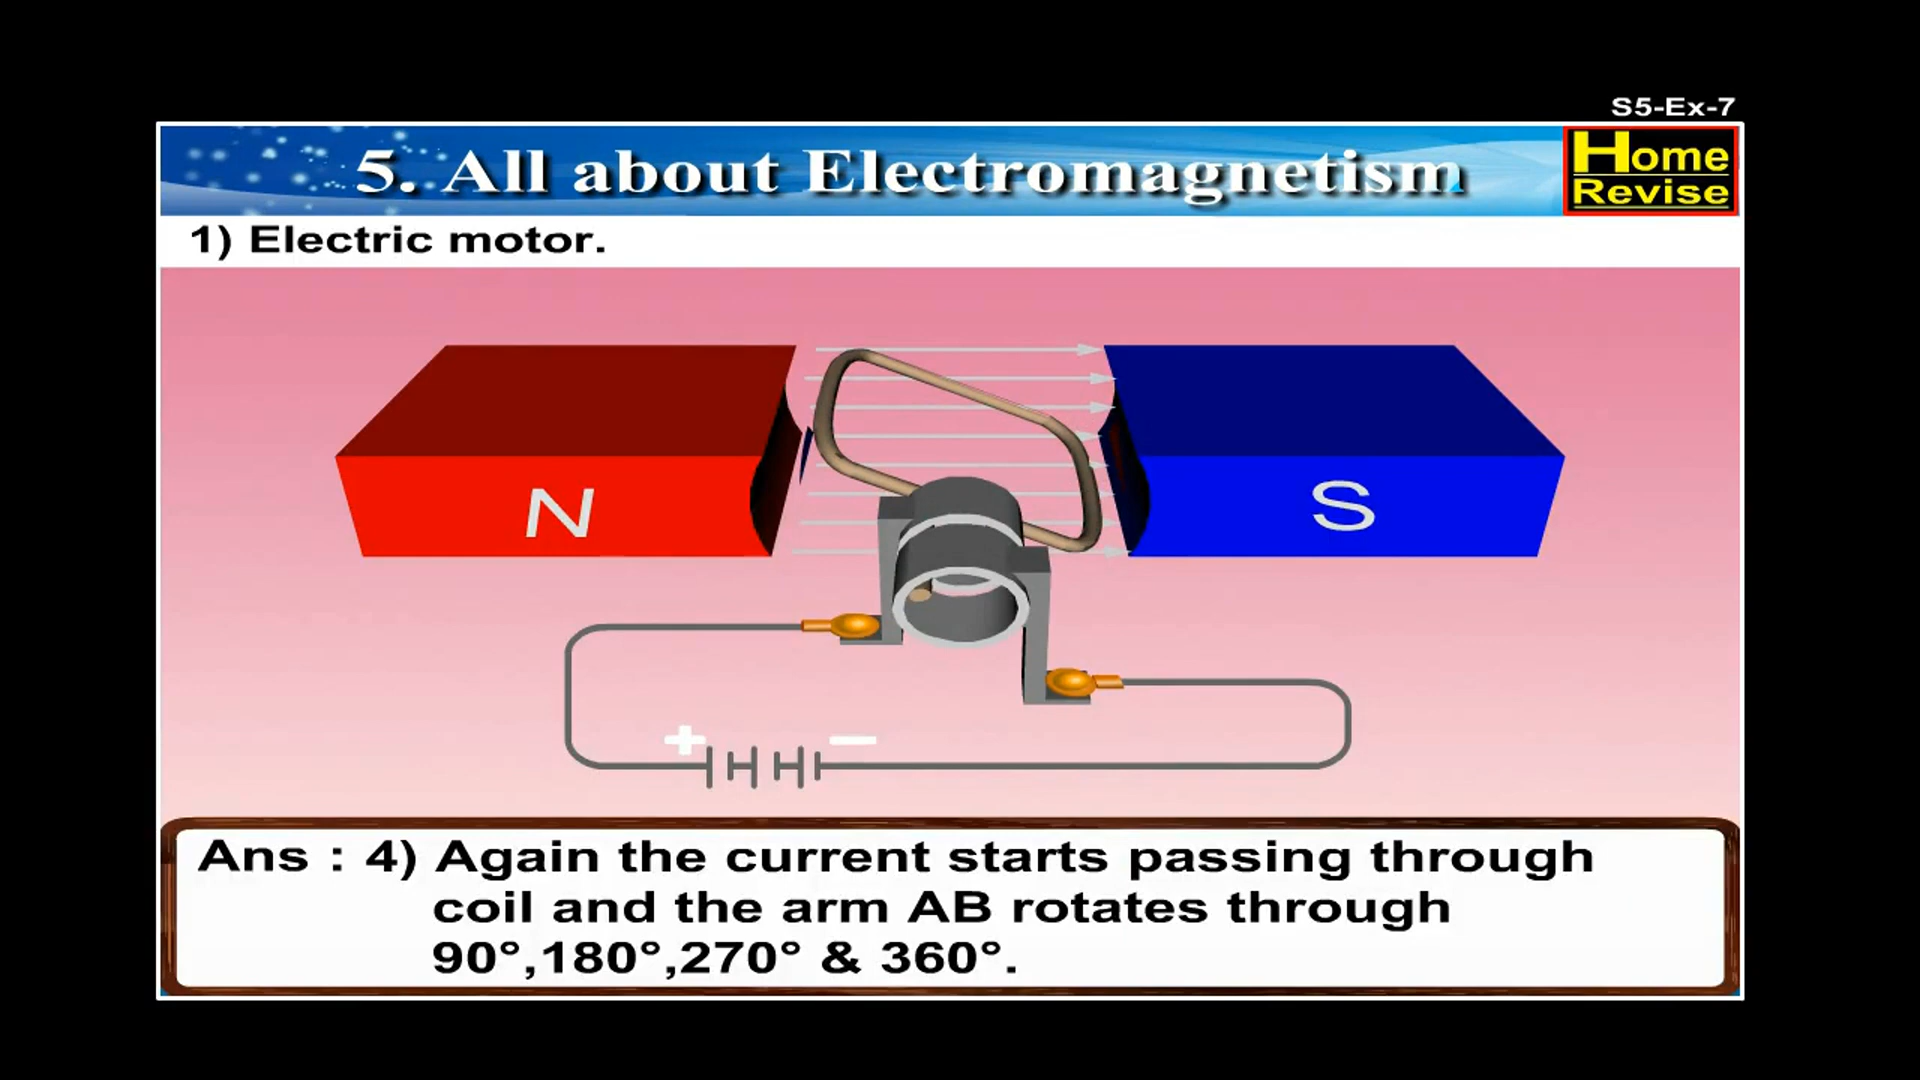 S5-Ex-7
5. All about Electromagnetism
Home
Revise
1) Electric motor.
N
S
+ −
Ans : 4) Again the current starts passing through
coil and the arm AB rotates through
90°,180°,270° & 360°.